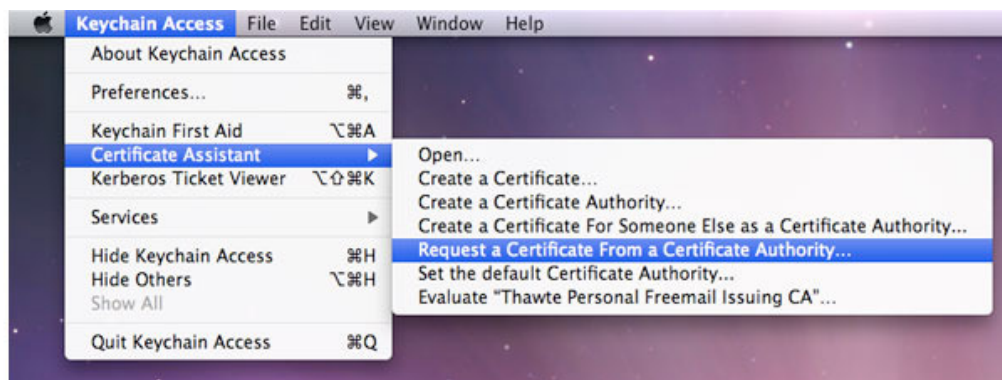 Keychain Access File Edit View Window Help
About Keychain Access
Preferences... ⌘,
Keychain First Aid ⌥⌘A
Certificate Assistant ▶
Kerberos Ticket Viewer ⌥⇧⌘K
Services ▶
Hide Keychain Access ⌘H
Hide Others ⌥⌘H
Show All
Quit Keychain Access ⌘Q
Open...
Create a Certificate...
Create a Certificate Authority...
Create a Certificate For Someone Else as a Certificate Authority...
Request a Certificate From a Certificate Authority...
Set the default Certificate Authority...
Evaluate "Thawte Personal Freemail Issuing CA"...